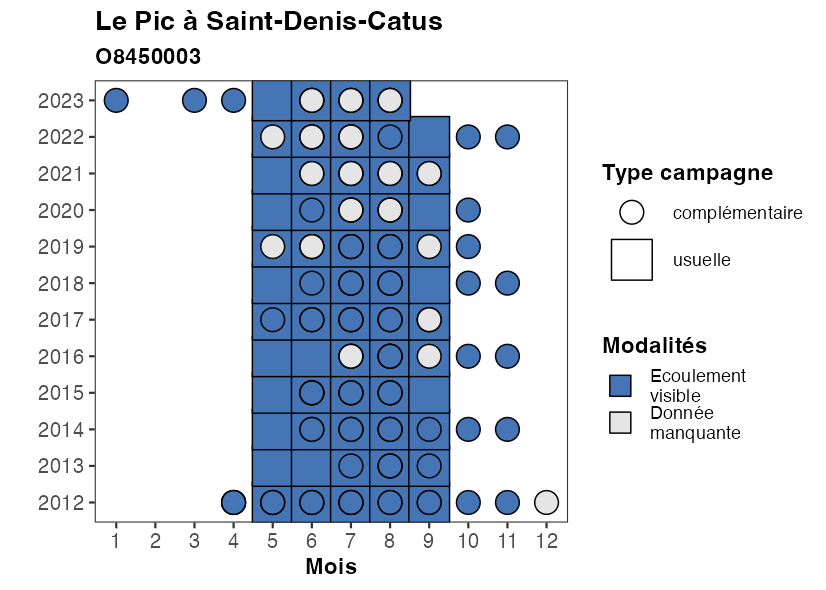 Le Pic à Saint-Denis-Catus
O8450003
2023
2022
2021
2020
2019
2018
2017
2016
2015
2014
2013
2012
1 2 3 4 5 6 7 8 9 10 11 12
Mois
Type campagne
complémentaire
usuelle
Modalités
Ecoulement
visible
Donnée
manquante